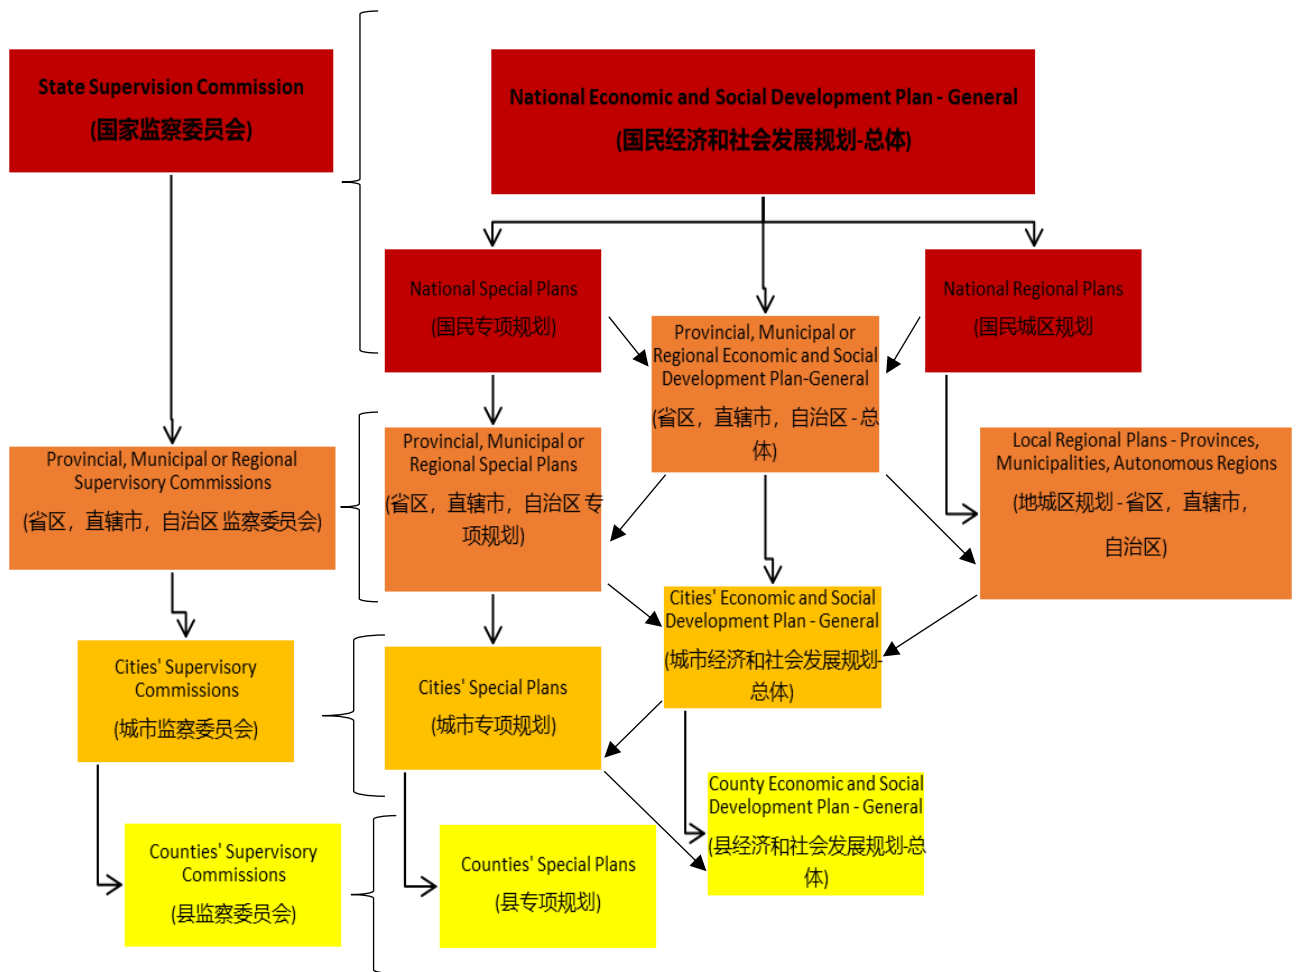 State Supervision Commission
(国家监察委员会)
National Economic and Social Development Plan - General
(国民经济和社会发展规划-总体)
National Special Plans
(国民专项规划)
National Regional Plans
(国民城区规划
Provincial, Municipal or
Regional Economic and Social
Development Plan-General
(省区，直辖市，自治区 - 总
体)
Provincial, Municipal or Regional
Supervisory Commissions
(省区，直辖市，自治区 监察委员会)
Provincial, Municipal or
Regional Special Plans
(省区，直辖市，自治区 专
项规划)
Local Regional Plans - Provinces,
Municipalities, Autonomous Regions
(地城区规划 - 省区，直辖市，
自治区)
Cities' Supervisory
Commissions
(城市监察委员会)
Cities' Special Plans
(城市专项规划)
Cities' Economic and Social
Development Plan - General
(城市经济和社会发展规划-
总体)
Counties' Supervisory
Commissions
(县监察委员会)
Counties' Special Plans
(县专项规划)
County Economic and Social
Development Plan - General
(县经济和社会发展规划-总
体)